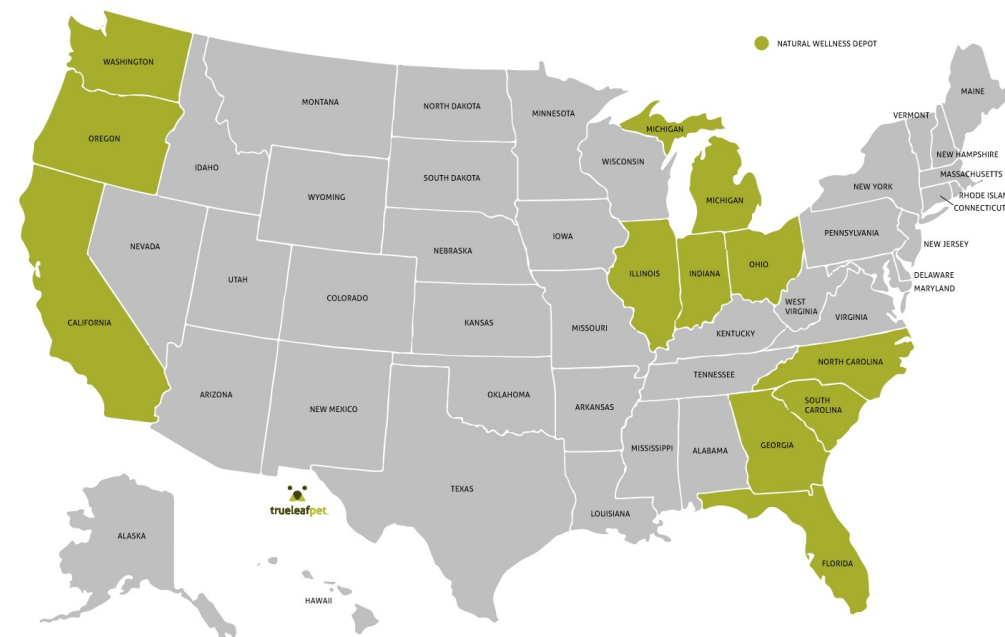 NATURAL WELLNESS DEPOT
WASHINGTON
MONTANA
NORTH DAKOTA
MINNESOTA
MAINE
VERMONT
MICHIGAN
OREGON
IDAHO
WISCONSIN
NEW HAMPSHIRE
MASSACHUSETTS
SOUTH DAKOTA
NEW YORK
RHODE ISLAN
CONNECTICUT
WYOMING
MICHIGAN
PENNSYLVANIA
IOWA
NEVADA
NEBRASKA
NEW JERSEY
OHIO
ILLINOIS
INDIANA
UTAH
DELAWARE
MARYLAND
COLORADO
WEST
VIRGINIA
VIRGINIA
CALIFORNIA
KANSAS
MISSOURI
KENTUCKY
NORTH CAROLINA
TENNESSEE
ARIZONA
OKLAHOMA
SOUTH
CAROLINA
NEW MEXICO
ARKANSAS
GEORGIA
MISSISSIPPI
ALABAMA
TEXAS
trueleafpet
LOUISIANA
ALASKA
FLORIDA
HAWAII